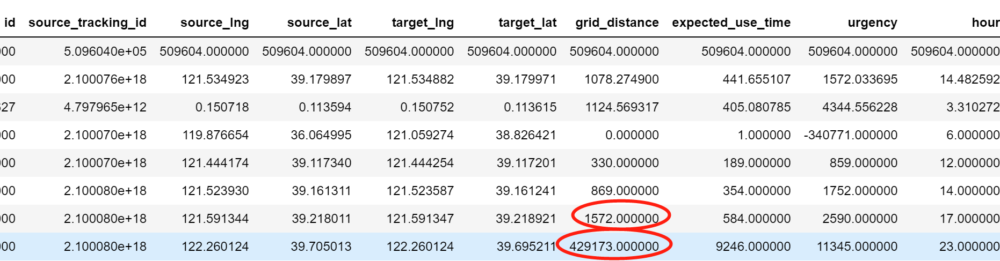 id source_tracking_id source_lng source_lat target_lng target_lat grid_distance expected_use_time urgency hour
000 5.096040e+05 509604.000000 509604.000000 509604.000000 509604.000000 509604.000000 509604.000000 509604.000000 509604.000000
000 2.100076e+18 121.534923 39.179897 121.534882 39.179971 1078.274900 441.655107 1572.033695 14.482592
627 4.797965e+12 0.150718 0.113594 0.150752 0.113615 1124.569317 405.080785 4344.556228 3.310272
000 2.100070e+18 119.876654 36.064995 121.059274 38.826421 0.000000 1.000000 -340771.000000 6.000000
000 2.100070e+18 121.444174 39.117340 121.444254 39.117201 330.000000 189.000000 859.000000 12.000000
000 2.100080e+18 121.523930 39.161311 121.523587 39.161241 869.000000 354.000000 1752.000000 14.000000
000 2.100080e+18 121.591344 39.218011 121.591347 39.218921 1572.000000 584.000000 2590.000000 17.000000
000 2.100080e+18 122.260124 39.705013 122.260124 39.695211 429173.000000 9246.000000 11345.000000 23.000000